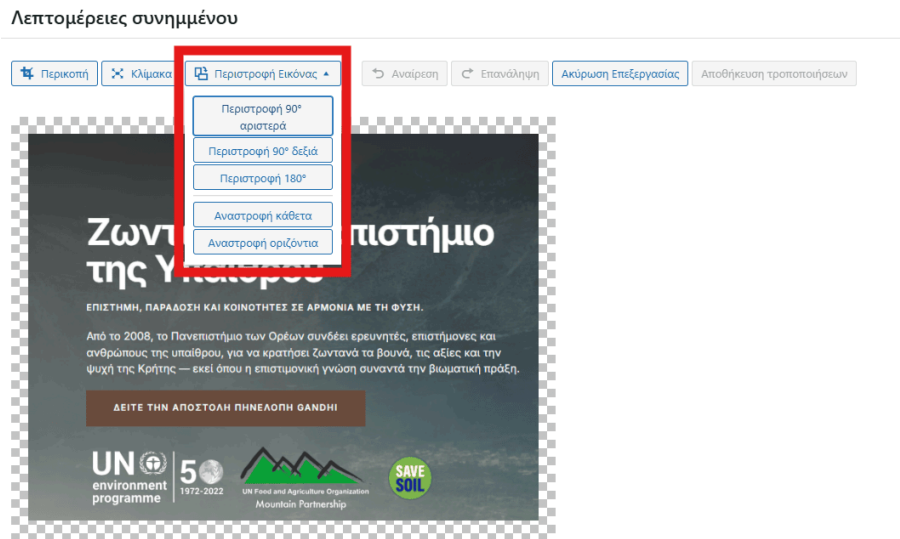 Λεπτομέρειες συνημμένου
Περικοπή
Κλίμακα
Περιστροφή Εικόνας
Αναίρεση
Επανάληψη
Ακύρωση Επεξεργασίας
Αποθήκευση τροποποιήσεων
Περιστροφή 90°
αριστερά
Περιστροφή 90° δεξιά
Περιστροφή 180°
Αναστροφή κάθετα
Αναστροφή οριζόντια
της
ΕΠΙΣΤΗΜΗ, ΠΑΡΑΔΟΣΗ ΚΑΙ ΚΟΙΝΟΤΗΤΕΣ ΣΕ ΑΡΜΟΝΙΑ ΜΕ ΤΗ ΦΥΣΗ.
Από το 2008, το Πανεπιστήμιο των Ορέων συνδέει ερευνητές, επιστήμονες και
ανθρώπους της υπαίθρου, για να κρατήσει ζωντανά τα βουνά, τις αξίες και την
ψυχή της Κρήτης — εκεί όπου η επιστιμονική γνώση συναντά την βιωματική πράξη.
ΔΕΙΤΕ ΤΗΝ ΑΠΟΣΤΟΛΗ ΠΗΝΕΛΟΠΗ GANDHI
UN
environment
programme
50
1972-2022
UN Food and Agriculture Organization
Mountain Partnership
SAVE
SOIL